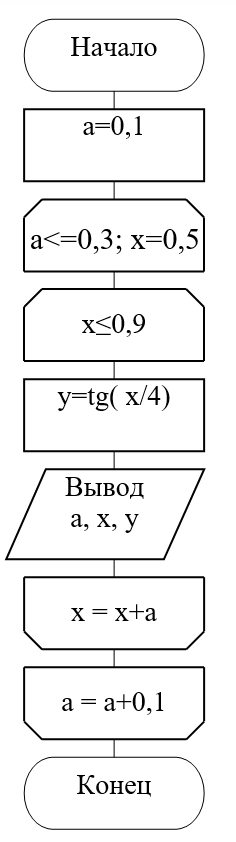 Начало
a=0,1
a<=0,3; x=0,5
x≤0,9
y=tg( x/4)
Вывод
a, x, y
x = x+a
a = a+0,1
Конец